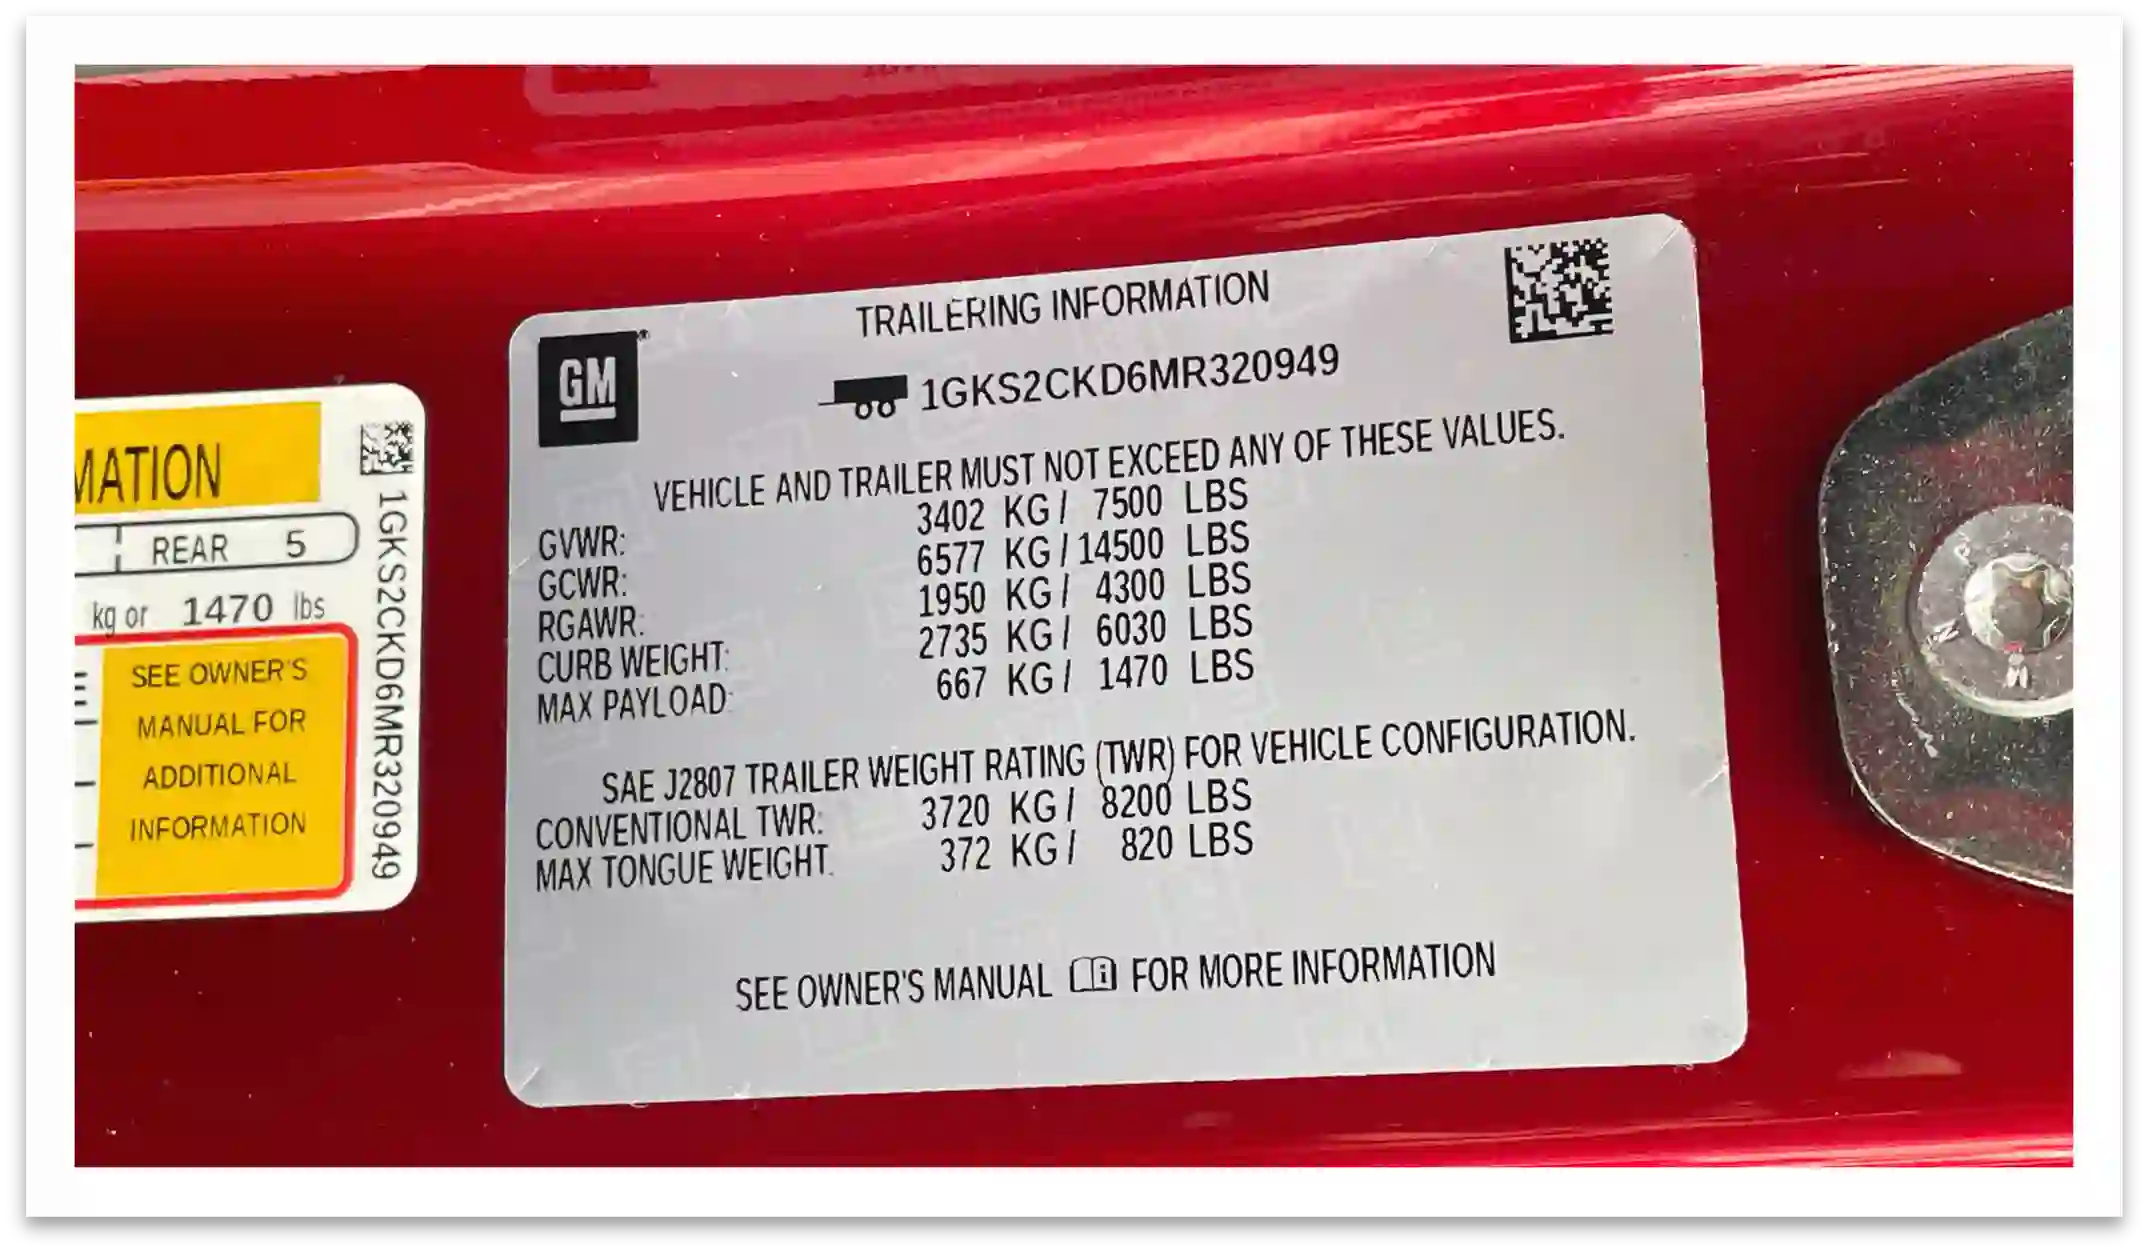 MATION
REAR 5
kg or 1470 lbs
SEE OWNER'S
MANUAL FOR
ADDITIONAL
INFORMATION
1GKS2CKD6MR320949
GM
TRAILERING INFORMATION
1GKS2CKD6MR320949
VEHICLE AND TRAILER MUST NOT EXCEED ANY OF THESE VALUES.
GVWR: 3402 KG / 7500 LBS
GCWR: 6577 KG / 14500 LBS
RGAWR: 1950 KG / 4300 LBS
CURB WEIGHT: 2735 KG / 6030 LBS
MAX PAYLOAD: 667 KG / 1470 LBS
SAE J2807 TRAILER WEIGHT RATING (TWR) FOR VEHICLE CONFIGURATION.
CONVENTIONAL TWR: 3720 KG / 8200 LBS
MAX TONGUE WEIGHT. 372 KG / 820 LBS
SEE OWNER'S MANUAL FOR MORE INFORMATION